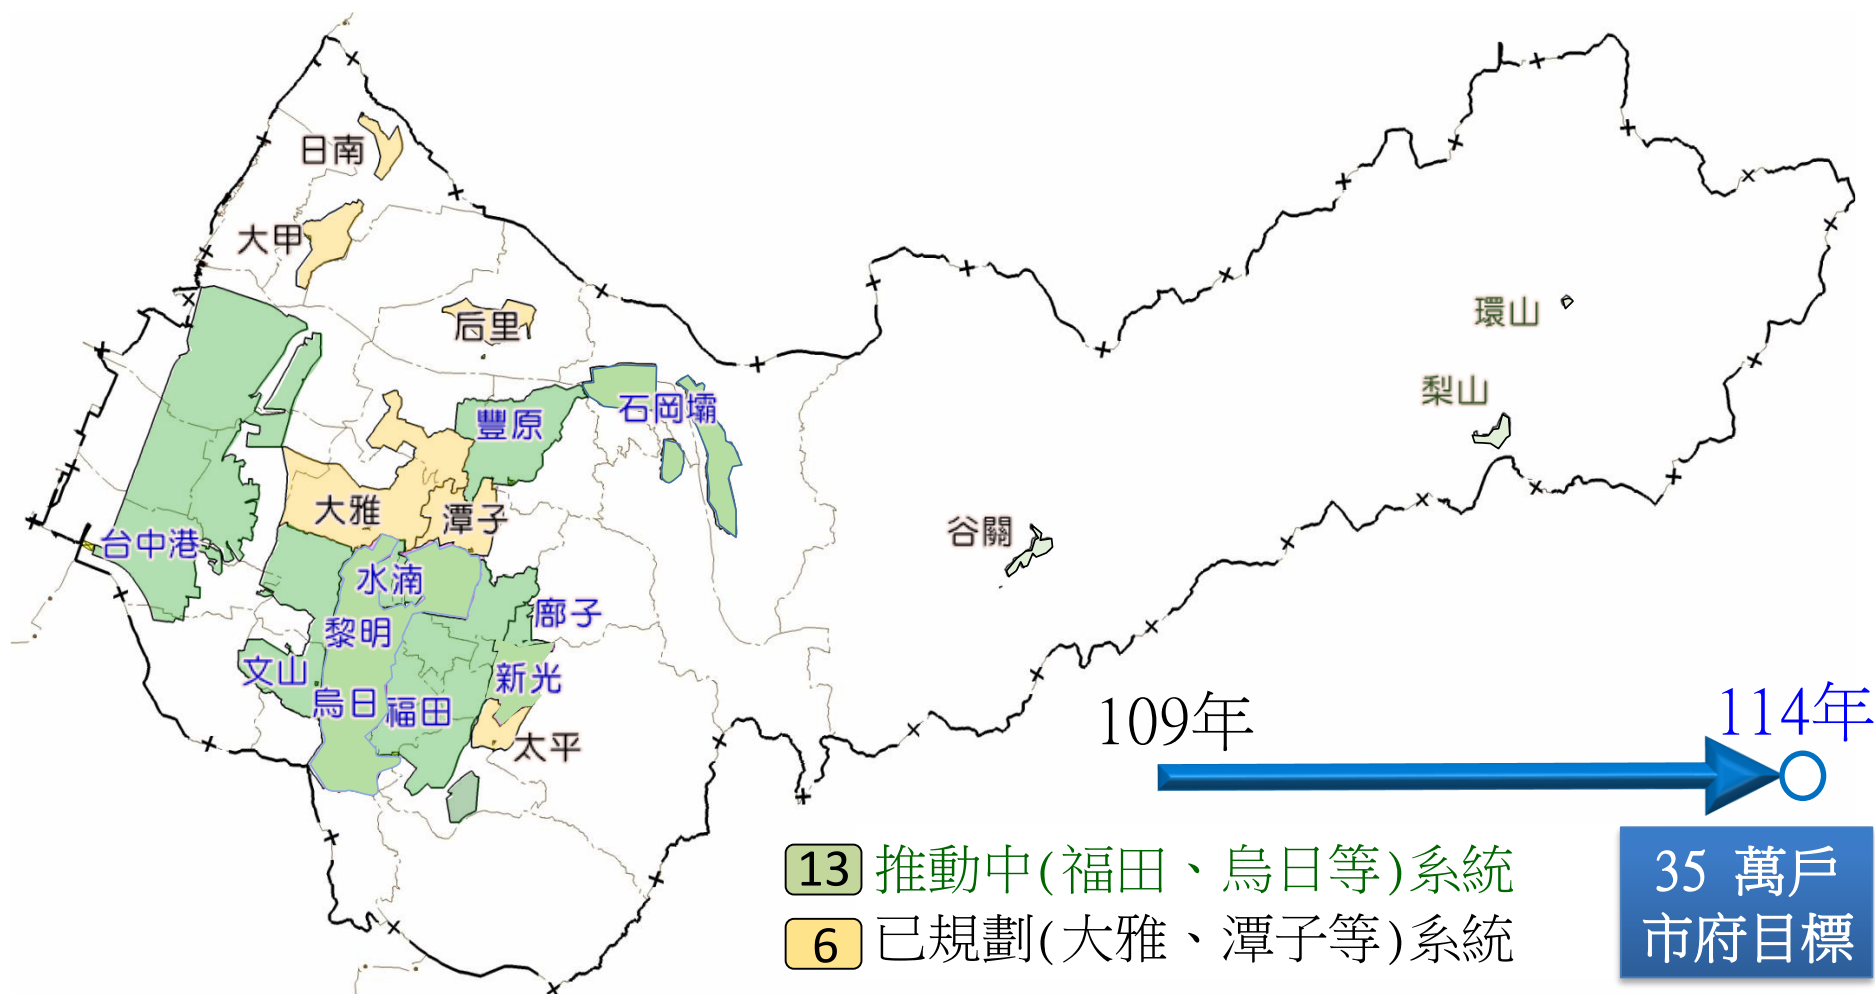 日南
大甲
后里
環山
梨山
豐原
石岡壩
大雅
潭子
台中港
谷關
水湳
廍子
黎明
文山
新光
烏日
福田
太平
109年
114年
13 推動中(福田、烏日等)系統
6 已規劃(大雅、潭子等)系統
35 萬戶
市府目標